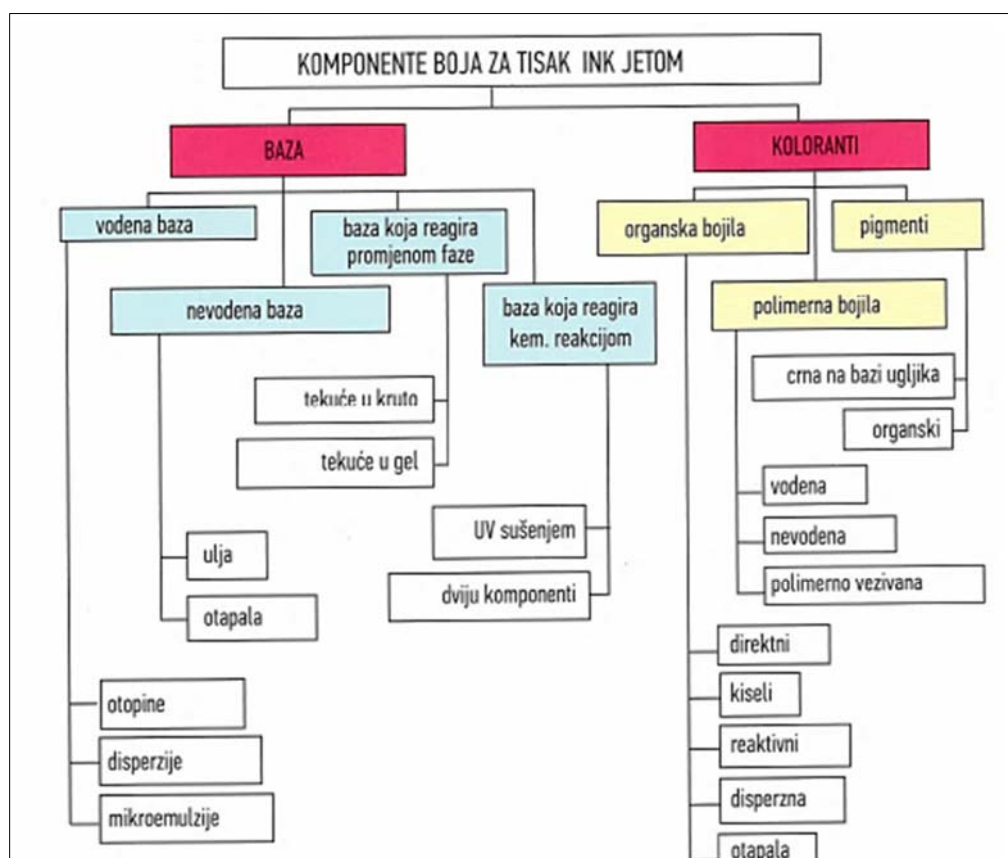 KOMPONENTE BOJA ZA TISAK INK JETOM
BAZA
KOLORANTI
vodena baza
baza koja reagira
promjenom faze
organska bojila
pigmenti
nevodena baza
baza koja reagira
kem. reakcijom
polimerna bojila
tekuće u kruto
tekuće u gel
crna na bazi ugljika
organski
vodena
nevodena
polimerno vezivana
UV sušenjem
dviju komponenti
ulja
otapala
direktni
kiseli
reaktivni
disperzna
otapala
otopine
disperzije
mikroemulzije